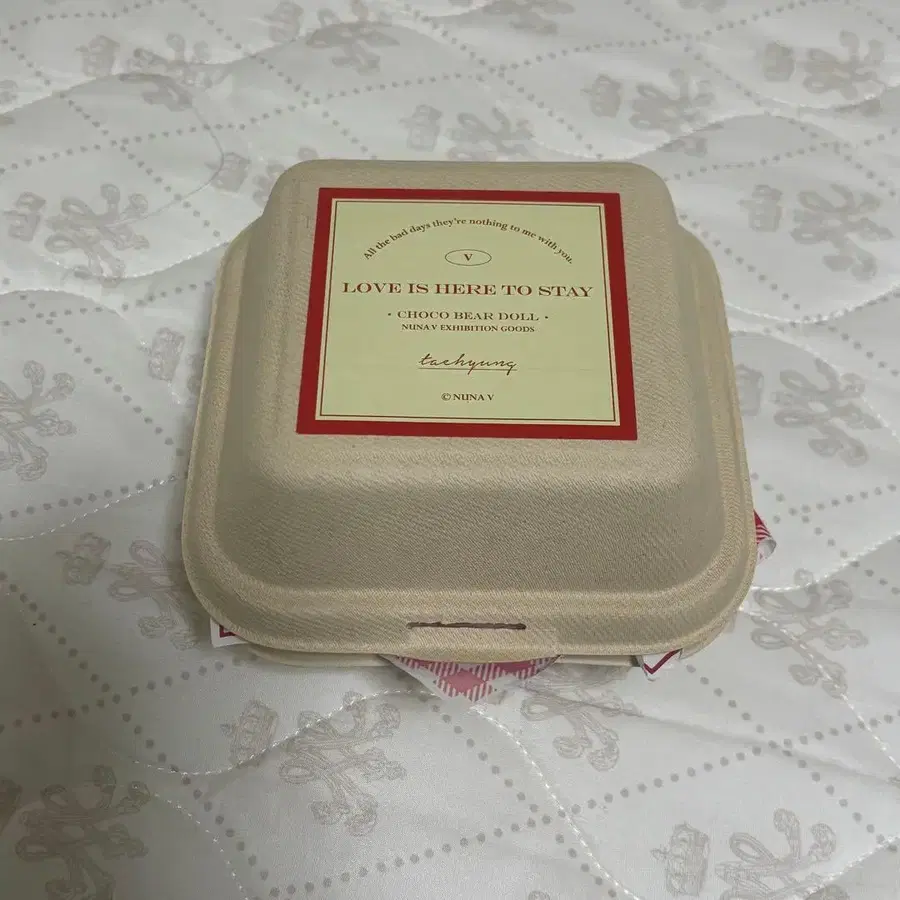 All the bad days they're nothing to me with you.
V
LOVE IS HERE TO STAY
• CHOCO BEAR DOLL •
NUNA V EXHIBITION GOODS
taehyung
© NUNA V